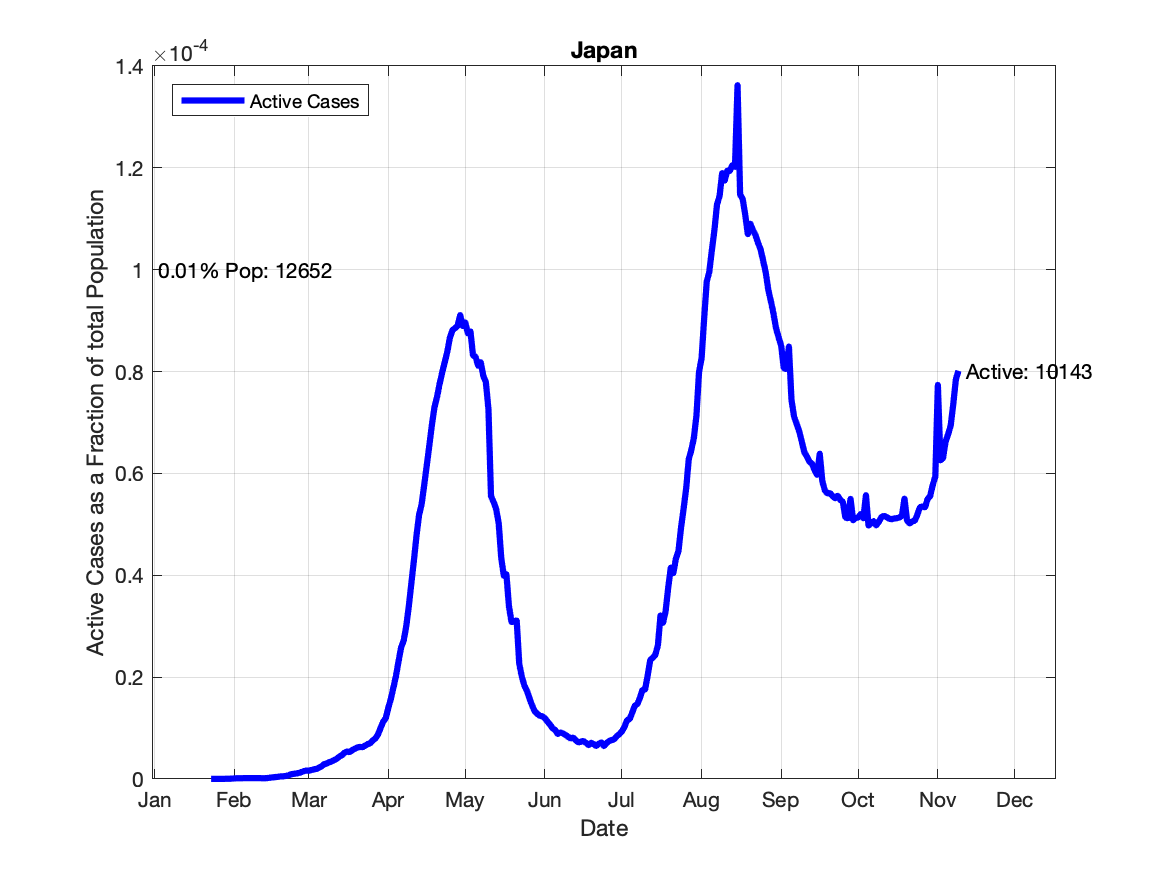 Japan
×10-4
1.4
1.2
1
0.8
0.6
0.4
0.2
0
Active Cases
0.01% Pop: 12652
Active: 10143
Active Cases as a Fraction of total Population
Jan Feb Mar Apr May Jun Jul Aug Sep Oct Nov Dec
Date